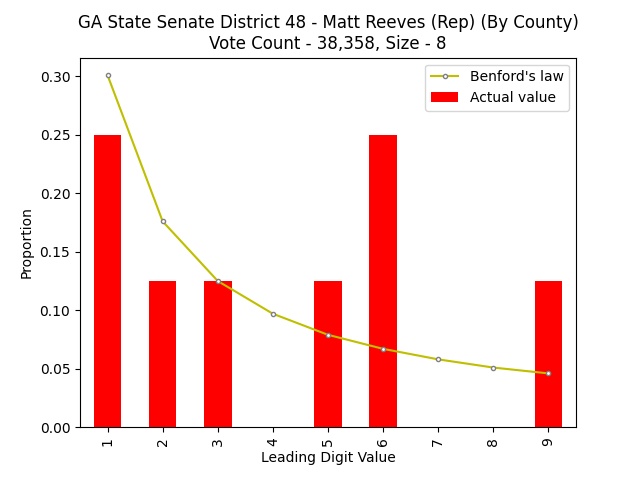 GA State Senate District 48 - Matt Reeves (Rep) (By County)
Vote Count - 38,358, Size - 8
Benford's law
Actual value
0.30
0.25
0.20
0.15
0.10
0.05
0.00
Proportion
1 2 3 4 5 6 7 8 9
Leading Digit Value